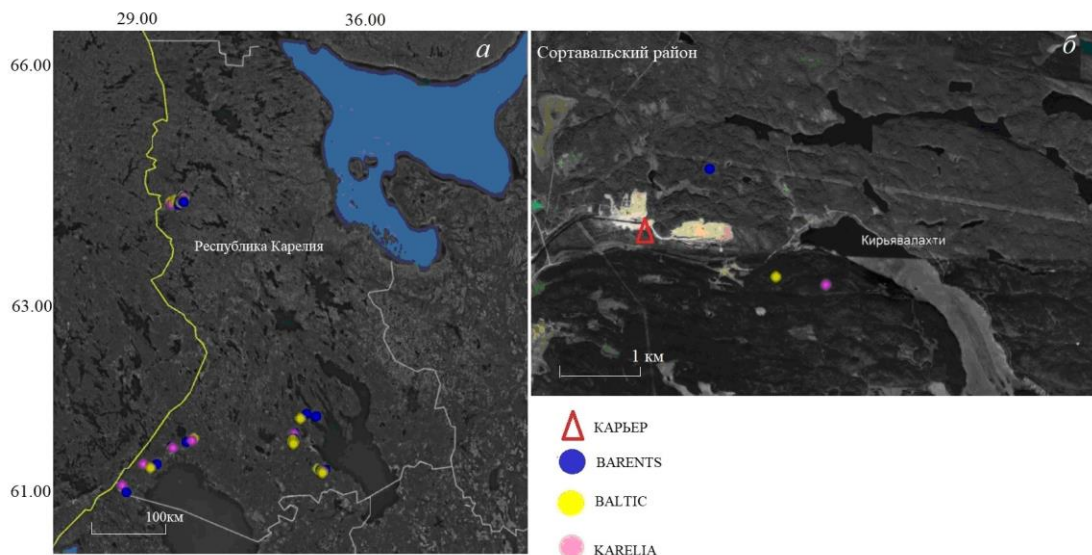 29.00
36.00
а
66.00
Республика Карелия
63.00
61.00
100км
Сортавальский район
б
Кирьявалахти
1 км
КАРЬЕР
BARENTS
BALTIC
KARELIA